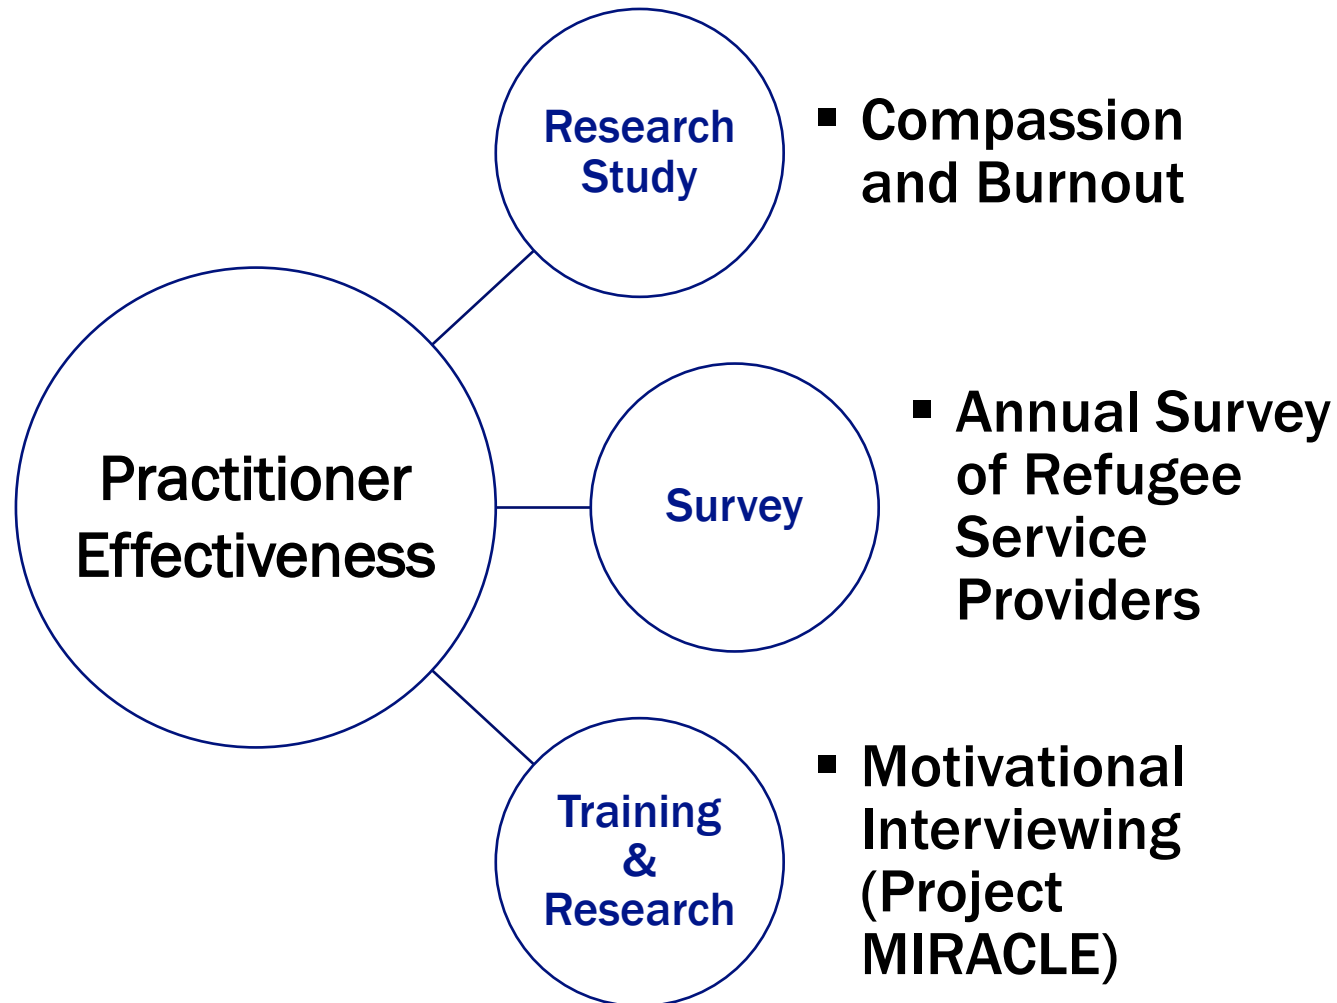 Practitioner
Effectiveness
Research
Study
▪ Compassion
and Burnout
Survey
▪ Annual Survey
of Refugee
Service
Providers
Training
&
Research
▪ Motivational
Interviewing
(Project
MIRACLE)